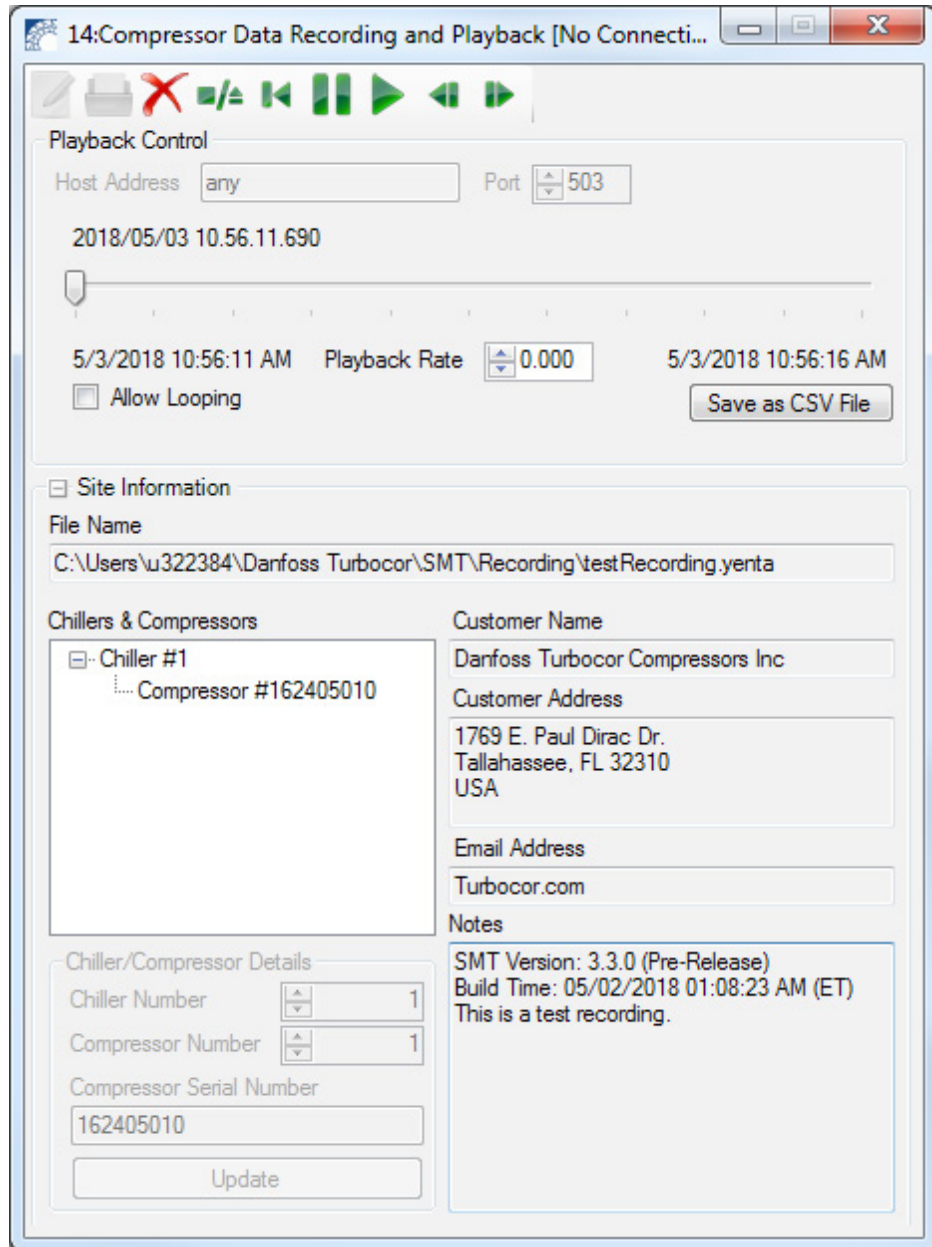 14:Compressor Data Recording and Playback [No Connecti...
Playback Control
Host Address any Port 503
2018/05/03 10.56.11.690
5/3/2018 10:56:11 AM Playback Rate 0.000 5/3/2018 10:56:16 AM
Allow Looping
Save as CSV File
Site Information
File Name
C:\Users\u322384\Danfoss Turbocor\SMT\Recording\testRecording.yenta
Chillers & Compressors
Chiller #1
Compressor #162405010
Customer Name
Danfoss Turbocor Compressors Inc
Customer Address
1769 E. Paul Dirac Dr.
Tallahassee, FL 32310
USA
Email Address
Turbocor.com
Chiller/Compressor Details
Chiller Number 1
Compressor Number 1
Compressor Serial Number
162405010
Update
Notes
SMT Version: 3.3.0 (Pre-Release)
Build Time: 05/02/2018 01:08:23 AM (ET)
This is a test recording.